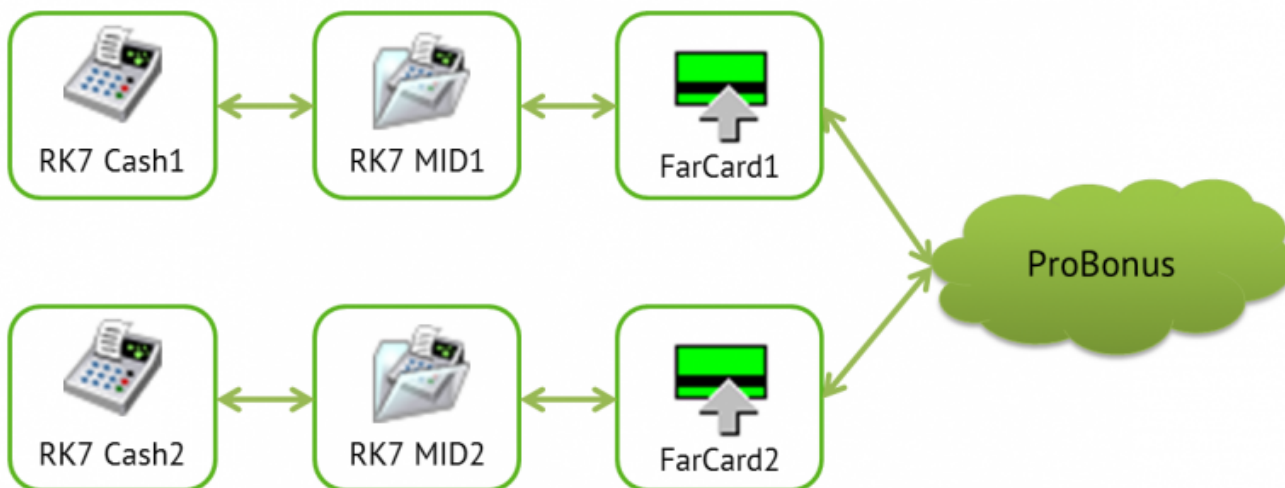 RK7 Cash1
RK7 MID1
FarCard1
ProBonus
RK7 Cash2
RK7 MID2
FarCard2